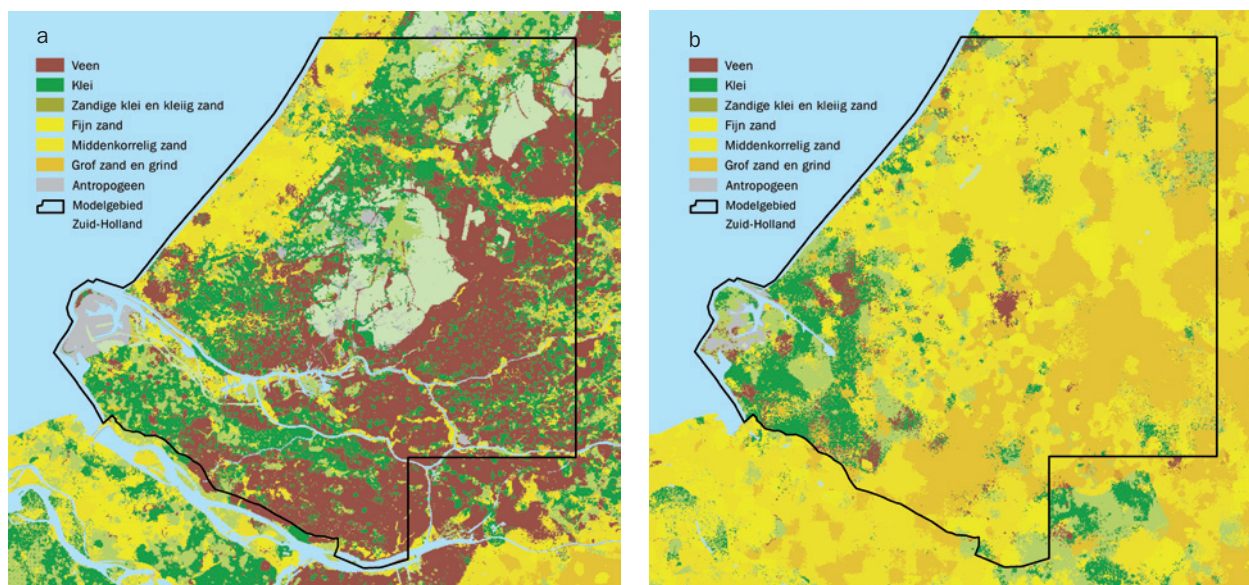 a
Veen
Klei
Zandige klei en kleiig zand
Fijn zand
Middenkorrelig zand
Grof zand en grind
Antropogeen
Modelgebied
Zuid-Holland
b
Veen
Klei
Zandige klei en kleiig zand
Fijn zand
Middenkorrelig zand
Grof zand en grind
Antropogeen
Modelgebied
Zuid-Holland